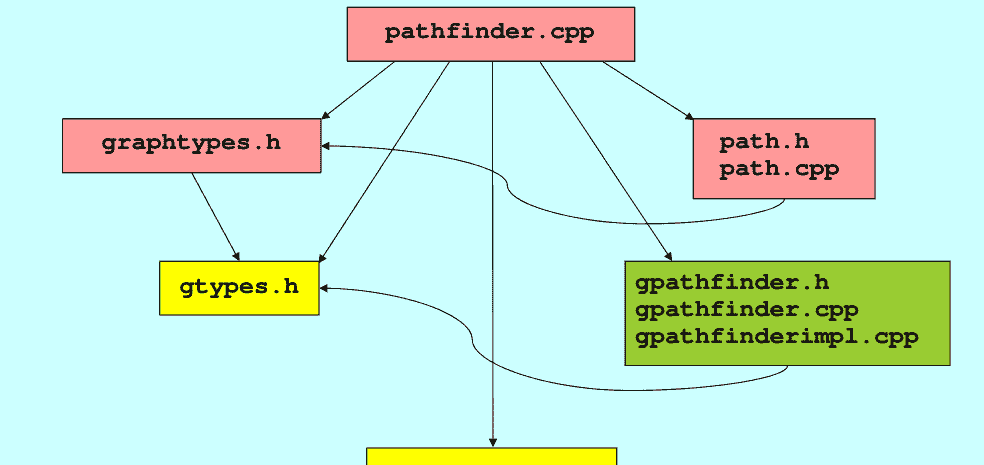 pathfinder.cpp
graphtypes.h
path.h
path.cpp
gtypes.h
gpathfinder.h
gpathfinder.cpp
gpathfinderimpl.cpp